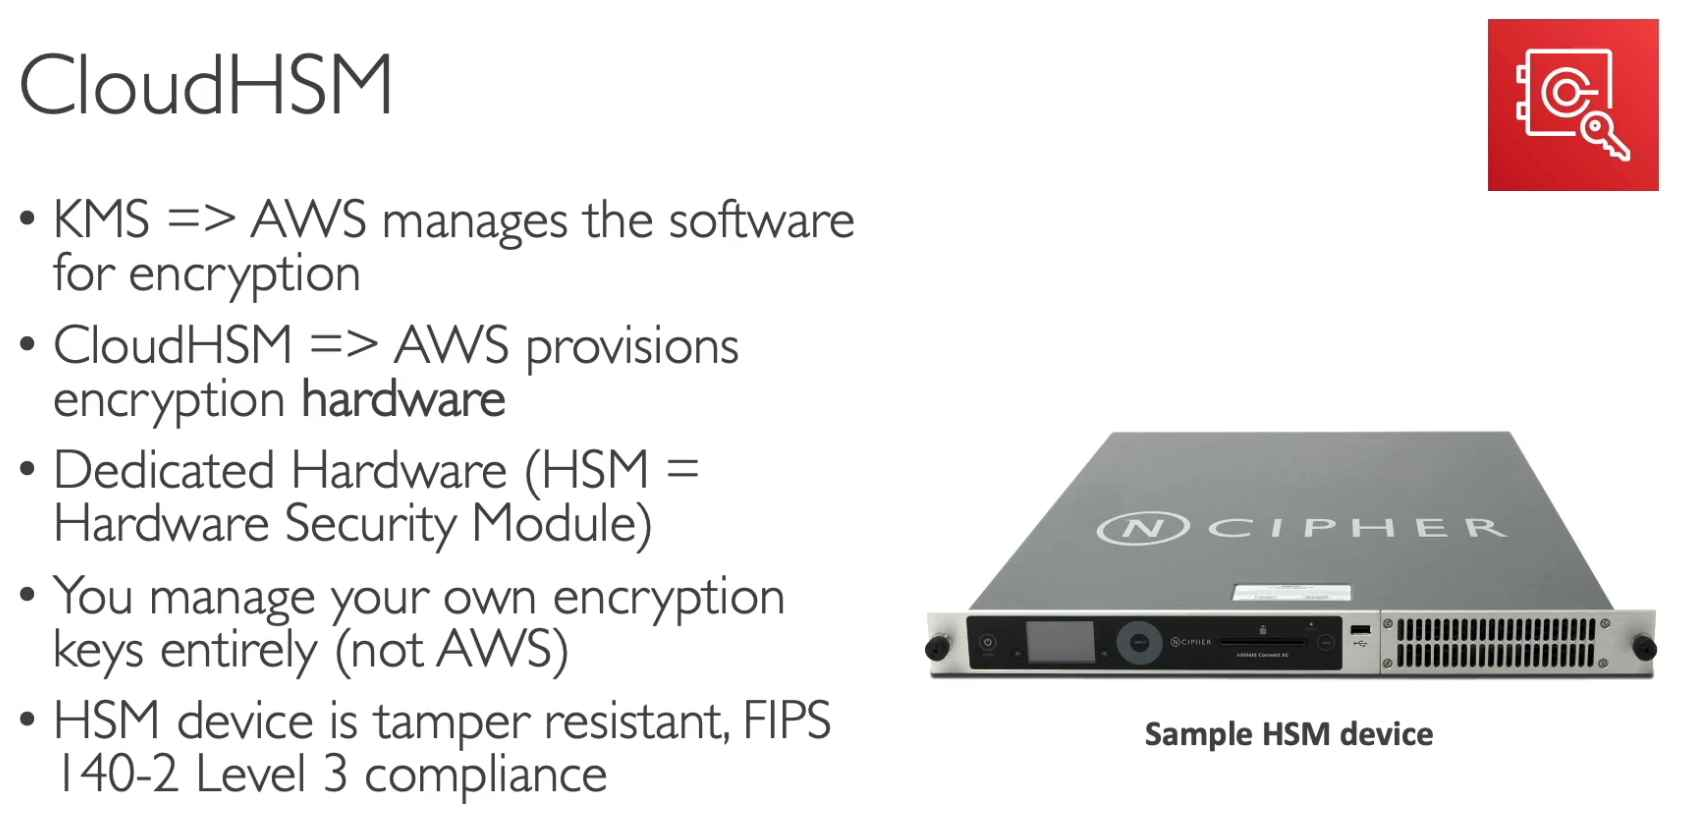 CloudHSM
• KMS => AWS manages the software
for encryption
• CloudHSM => AWS provisions
encryption hardware
• Dedicated Hardware (HSM =
Hardware Security Module)
• You manage your own encryption
keys entirely (not AWS)
• HSM device is tamper resistant, FIPS
140-2 Level 3 compliance
N CIPHER
NCIPHER
Sample HSM device